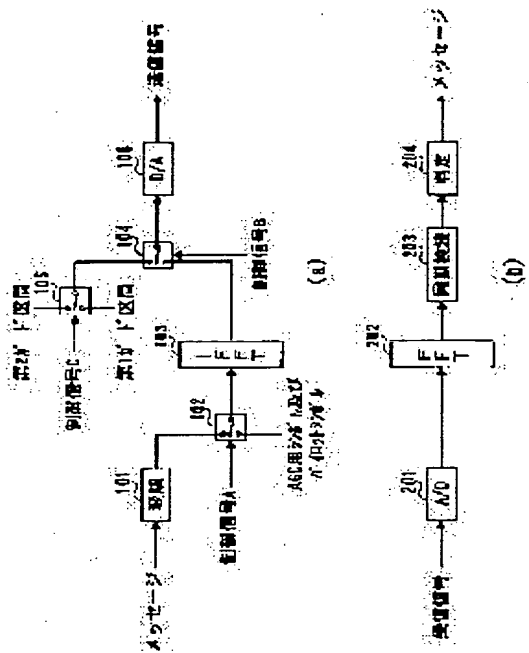 メッセージ
101
変調
制御信号A
102
AGC用シンボル及び
パイロットシンボル
103
IFFT
第2ガード区間
105
制御信号C
第1ガード区間
104
制御信号B
106
D/A
送信信号
(a)
受信信号
201
A/D
202
FFT
203
同期検波
204
判定
メッセージ
(b)